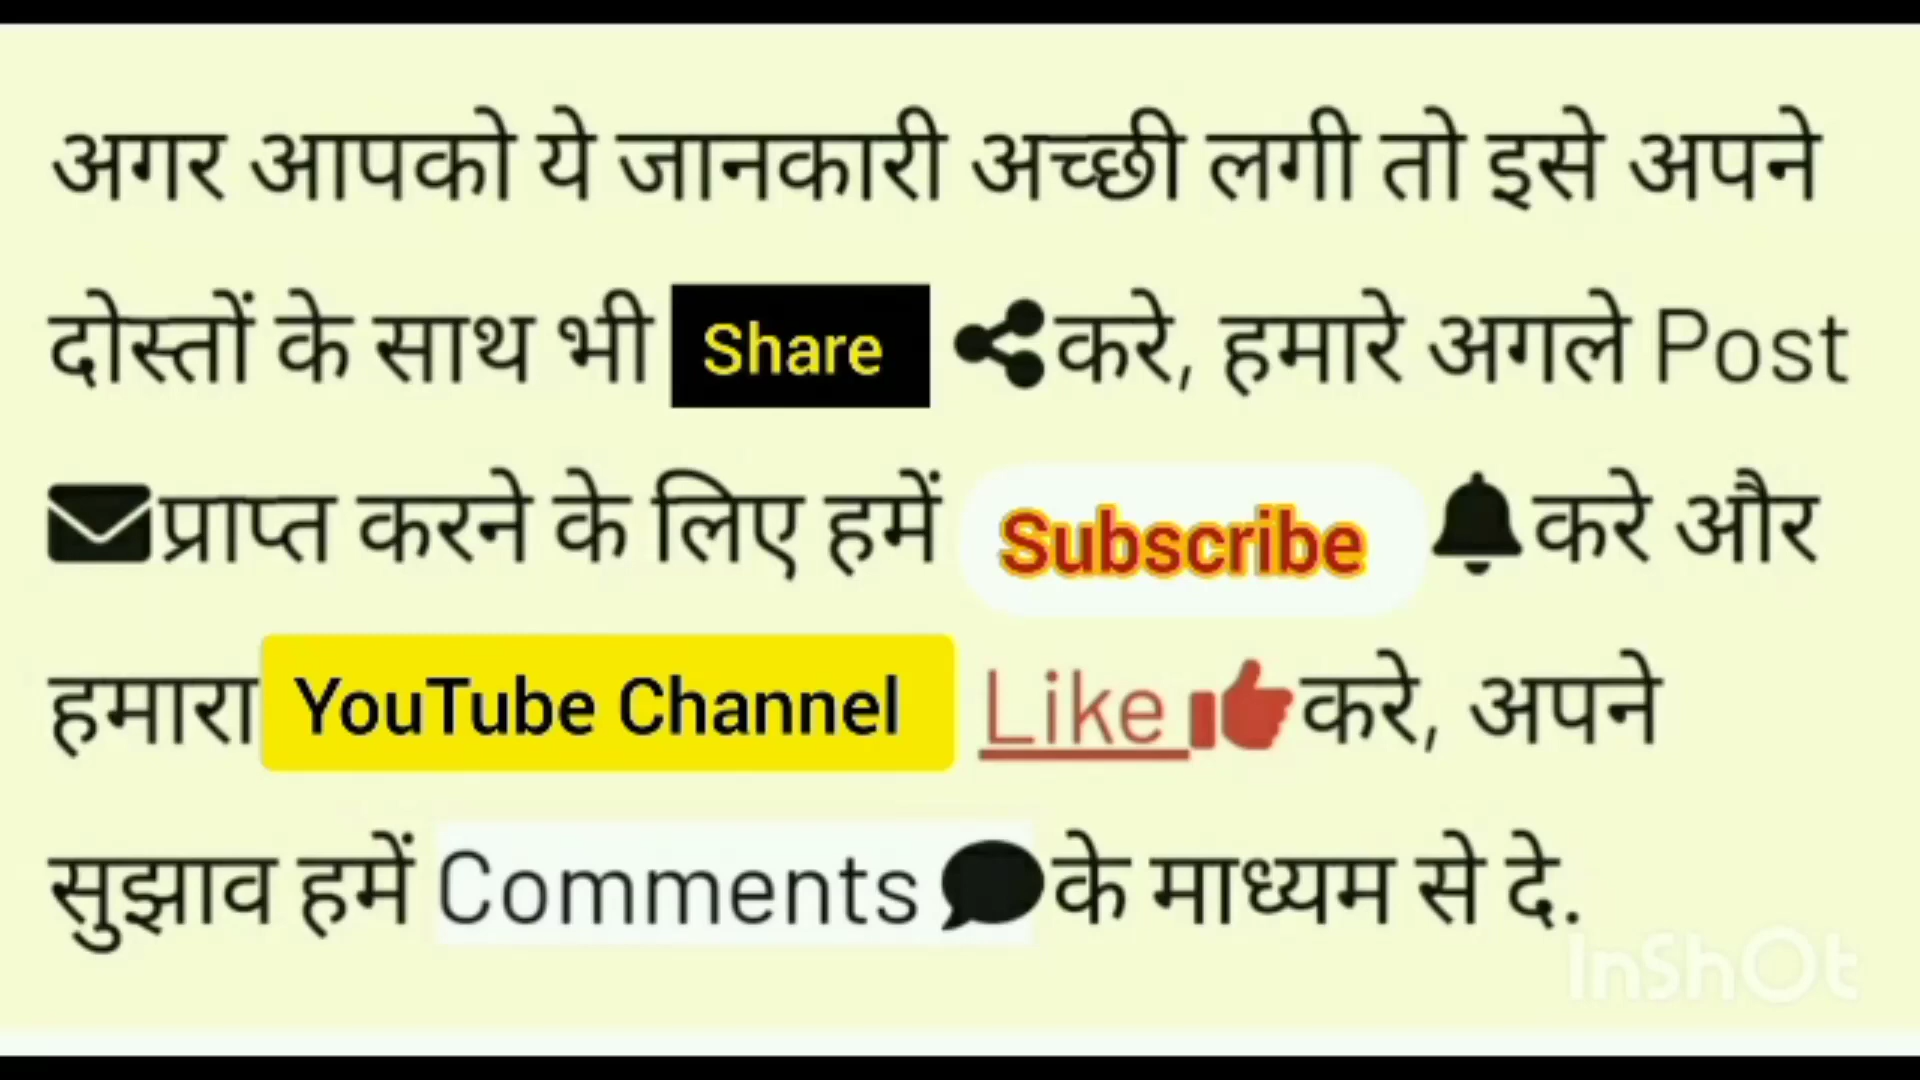 अगर आपको ये जानकारी अच्छी लगी तो इसे अपने
दोस्तों के साथ भी Share करे, हमारे अगले Post
प्राप्त करने के लिए हमें Subscribe करे और
हमारा YouTube Channel Like करे, अपने
सुझाव हमें Comments के माध्यम से दे.
InShOt